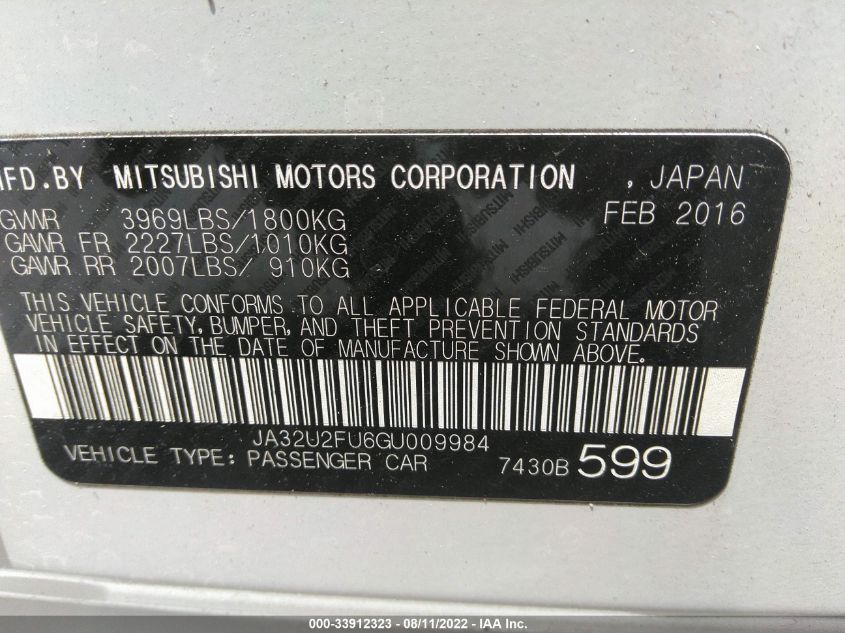 MFD.BY MITSUBISHI MOTORS CORPORATION , JAPAN
GVWR 3969LBS/1800KG FEB 2016
GAWR FR 2227LBS/1010KG
GAWR RR 2007LBS/ 910KG
THIS VEHICLE CONFORMS TO ALL APPLICABLE FEDERAL MOTOR
VEHICLE SAFETY, BUMPER, AND THEFT PREVENTION STANDARDS
IN EFFECT ON THE DATE OF MANUFACTURE SHOWN ABOVE.
JA32U2FU6GU009984
VEHICLE TYPE: PASSENGER CAR 7430B 599
000-33912323 - 08/11/2022 - IAA Inc.